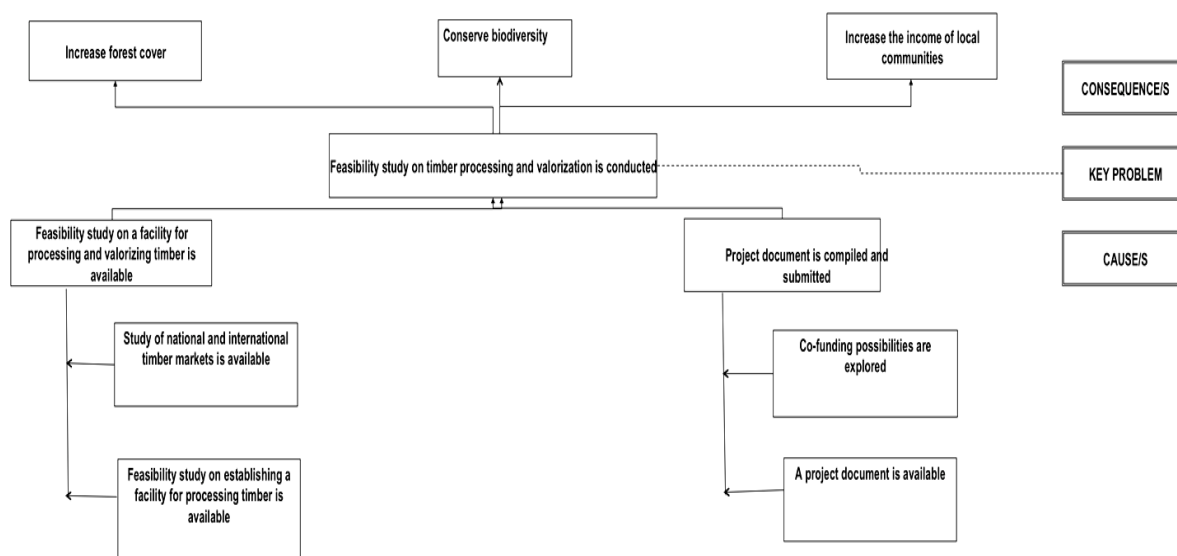 Increase forest cover
Conserve biodiversity
Increase the income of local
communities
CONSEQUENCE/S
Feasibility study on timber processing and valorization is conducted
KEY PROBLEM
Feasibility study on a facility for
processing and valorizing timber is
available
Project document is compiled and
submitted
CAUSE/S
Study of national and international
timber markets is available
Co-funding possibilities are
explored
Feasibility study on establishing a
facility for processing timber is
available
A project document is available